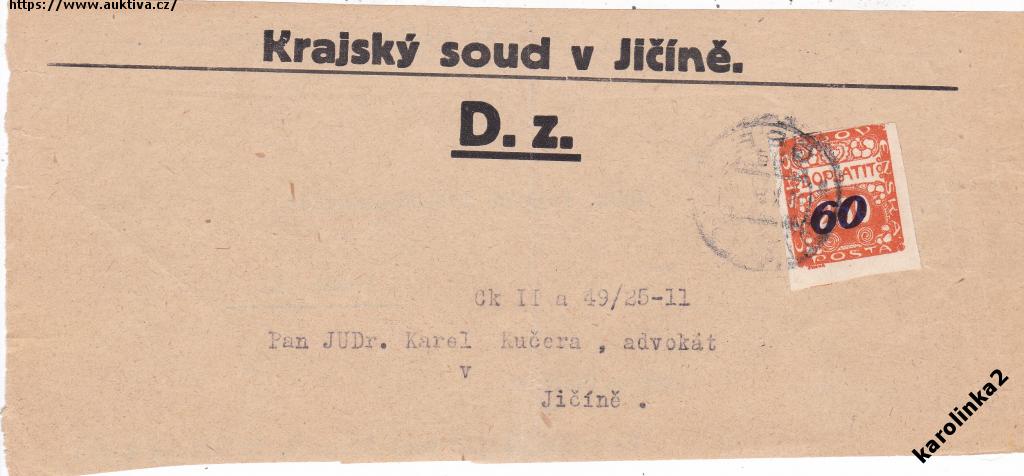 https://www.auktiva.cz/
Krajský soud v Jičíně.
D. z.
DOPLATIT
60
POŠTA
Ck II a 49/25-11
Pan JUDr. Karel Kučera , advokát
v
Jičíně .
karolinka2